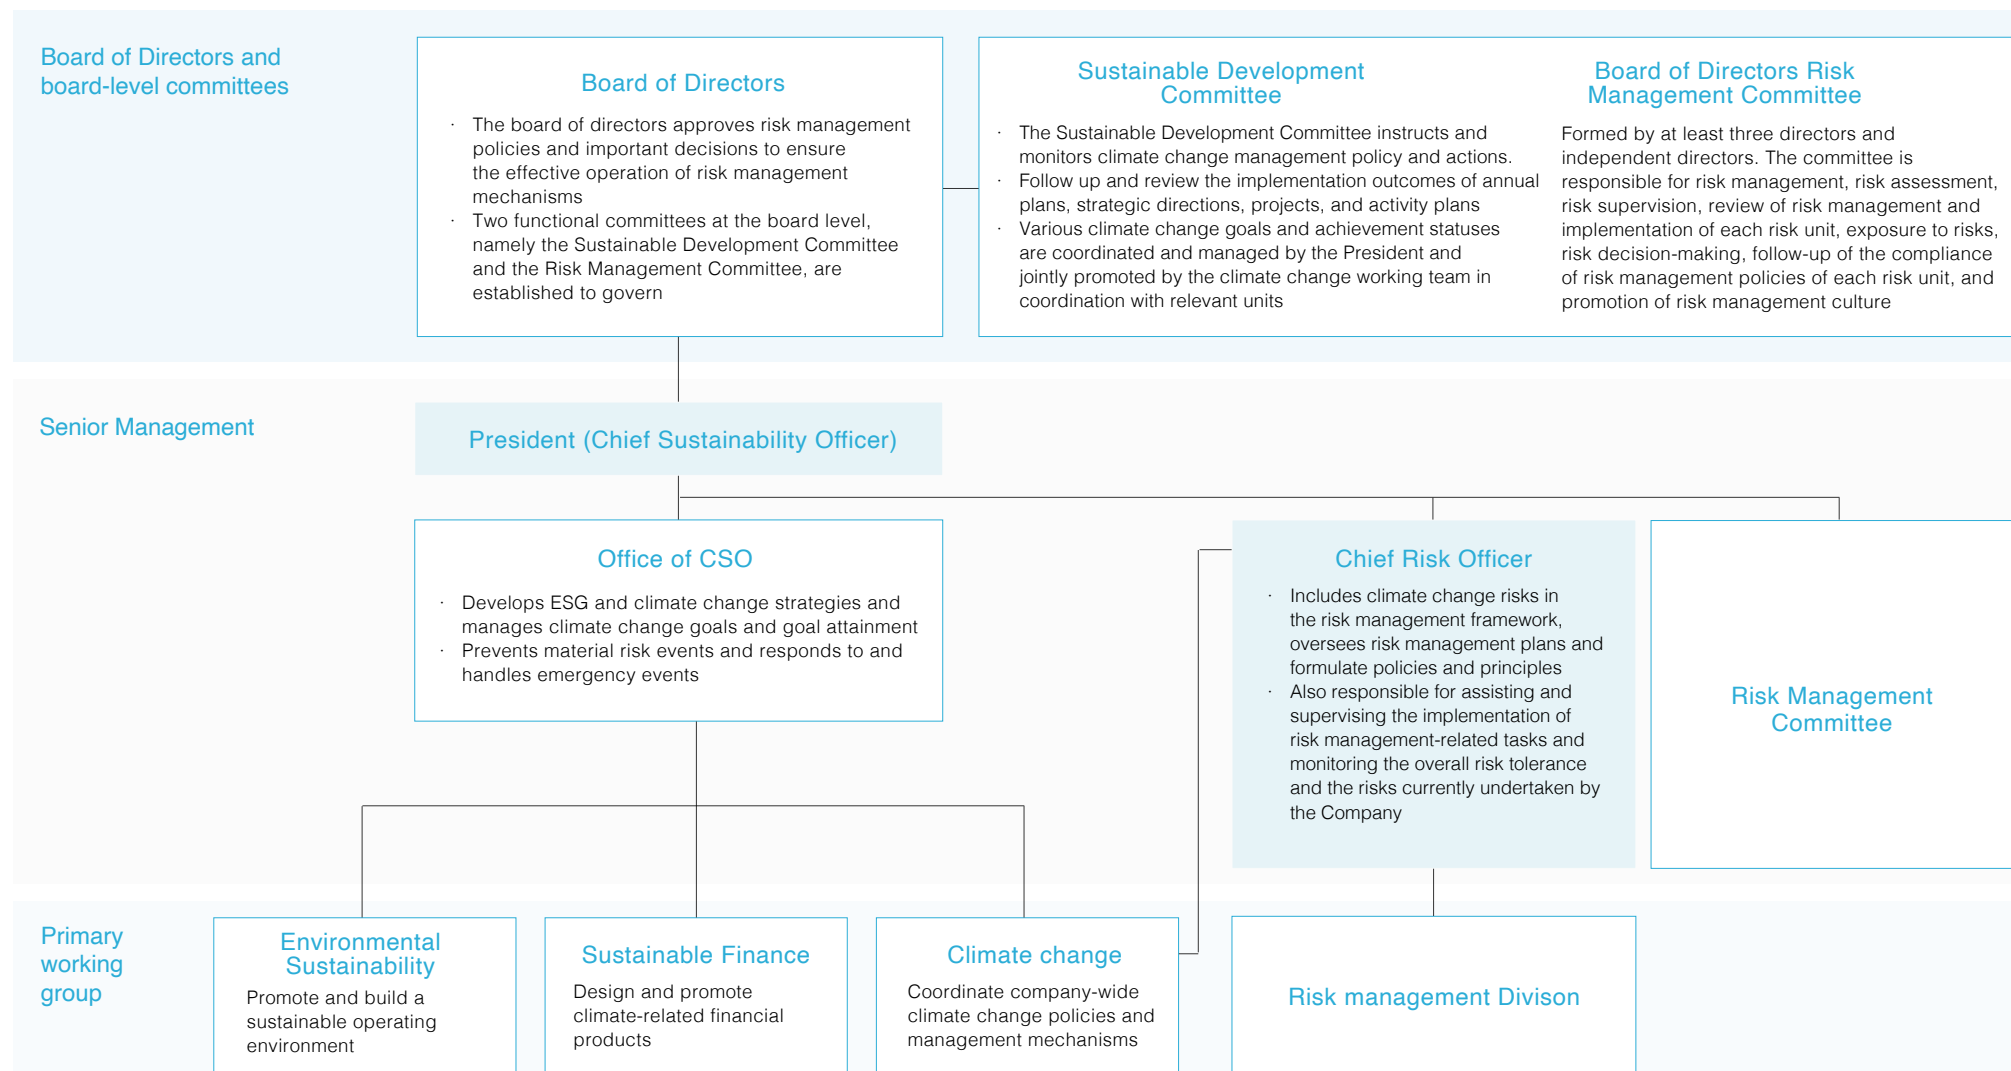 Board of Directors and
board-level committees
Board of Directors
· The board of directors approves risk management
policies and important decisions to ensure
the effective operation of risk management
mechanisms
· Two functional committees at the board level,
namely the Sustainable Development Committee
and the Risk Management Committee, are
established to govern
Sustainable Development
Committee
· The Sustainable Development Committee instructs and
monitors climate change management policy and actions.
· Follow up and review the implementation outcomes of annual
plans, strategic directions, projects, and activity plans
· Various climate change goals and achievement statuses
are coordinated and managed by the President and
jointly promoted by the climate change working team in
coordination with relevant units
Board of Directors Risk
Management Committee
Formed by at least three directors and
independent directors. The committee is
responsible for risk management, risk assessment,
risk supervision, review of risk management and
implementation of each risk unit, exposure to risks,
risk decision-making, follow-up of the compliance
of risk management policies of each risk unit, and
promotion of risk management culture
Senior Management
President (Chief Sustainability Officer)
Office of CSO
· Develops ESG and climate change strategies and
manages climate change goals and goal attainment
· Prevents material risk events and responds to and
handles emergency events
Chief Risk Officer
· Includes climate change risks in
the risk management framework,
oversees risk management plans and
formulate policies and principles
· Also responsible for assisting and
supervising the implementation of
risk management-related tasks and
monitoring the overall risk tolerance
and the risks currently undertaken by
the Company
Risk Management
Committee
Primary
working
group
Environmental
Sustainability
Promote and build a
sustainable operating
environment
Sustainable Finance
Design and promote
climate-related financial
products
Climate change
Coordinate company-wide
climate change policies and
management mechanisms
Risk management Divison